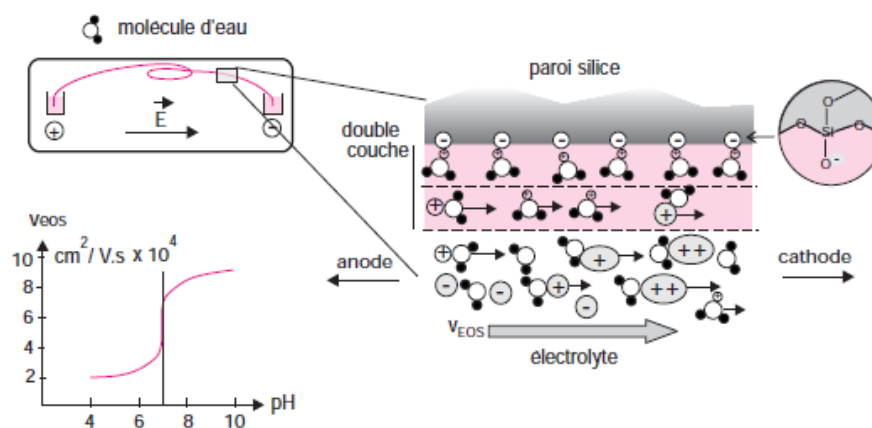 molécule d'eau
paroi silice
E
+
-
double
couche
Si
O
O
O
O-
vEOS
cm²/ V.s x 10⁴
10
8
6
4
2
4 6 8 10 pH
anode
cathode
vEOS
électrolyte
+
+
+
++
+
++
-
-
-